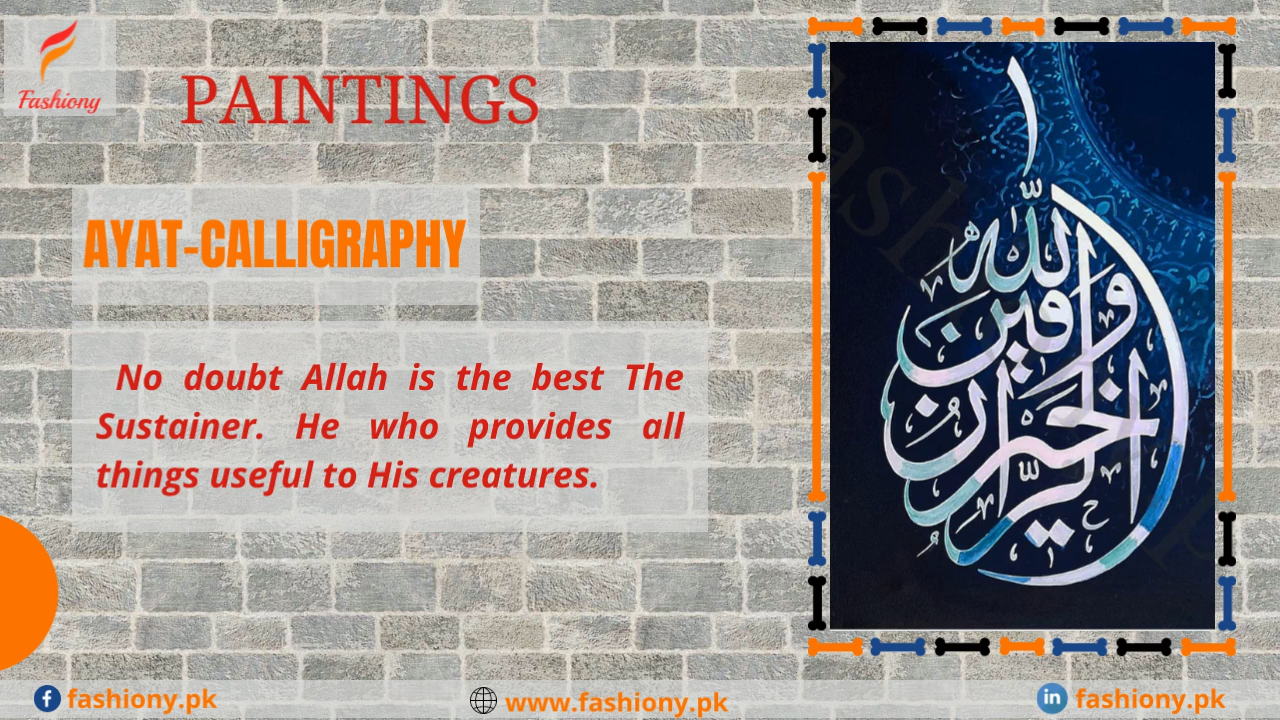 Fashiony
PAINTINGS
AYAT-CALLIGRAPHY
No doubt Allah is the best The
Sustainer. He who provides all
things useful to His creatures.
والله خير الرازقين
fashiony.pk
www.fashiony.pk
in fashiony.pk